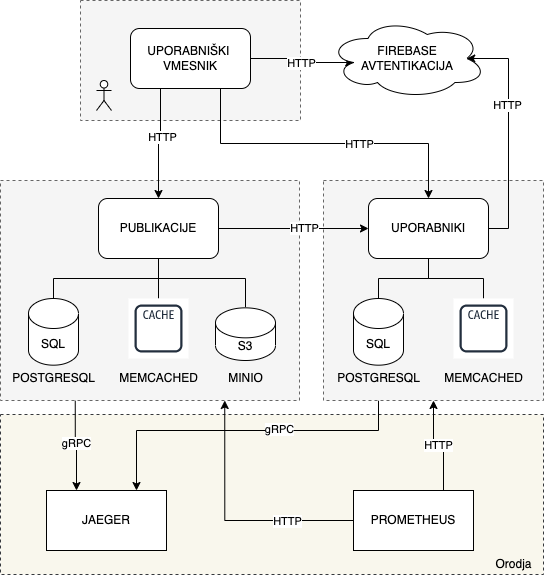 UPORABNIŠKI
VMESNIK
FIREBASE
AVTENTIKACIJA
HTTP
HTTP
HTTP
HTTP
PUBLIKACIJE
HTTP
UPORABNIKI
SQL
CACHE
S3
SQL
CACHE
POSTGRESQL
MEMCACHED
MINIO
POSTGRESQL
MEMCACHED
gRPC
gRPC
HTTP
JAEGER
HTTP
PROMETHEUS
Orodja